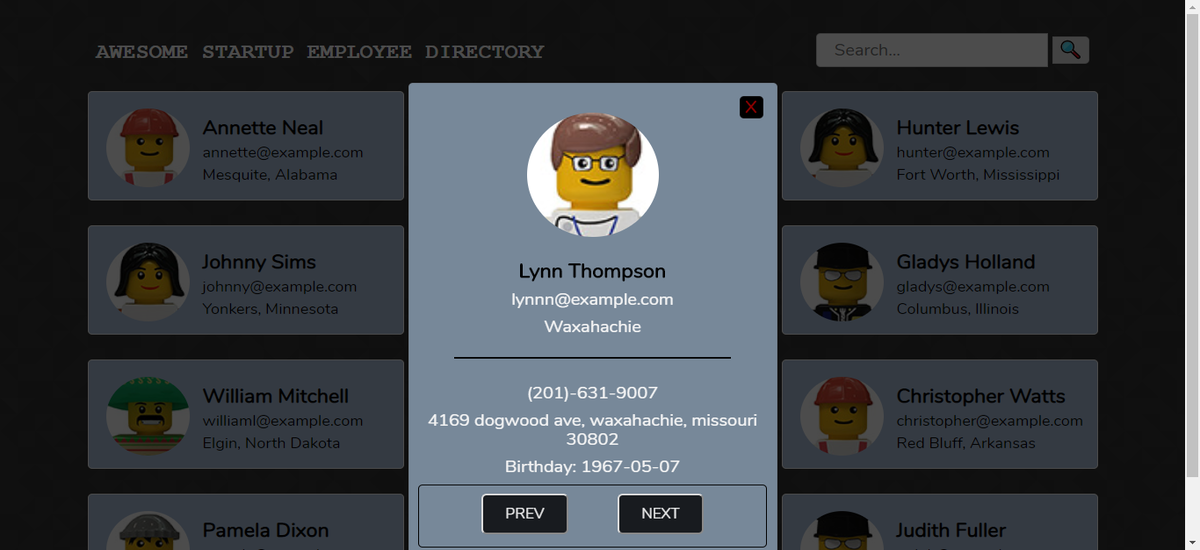 AWESOME STARTUP EMPLOYEE DIRECTORY
Search...
Annette Neal
annette@example.com
Mesquite, Alabama
Johnny Sims
johnny@example.com
Yonkers, Minnesota
William Mitchell
williaml@example.com
Elgin, North Dakota
Pamela Dixon
X
Lynn Thompson
lynnn@example.com
Waxahachie
(201)-631-9007
4169 dogwood ave, waxahachie, missouri
30802
Birthday: 1967-05-07
PREV
NEXT
Hunter Lewis
hunter@example.com
Fort Worth, Mississippi
Gladys Holland
gladys@example.com
Columbus, Illinois
Christopher Watts
christopher@example.com
Red Bluff, Arkansas
Judith Fuller